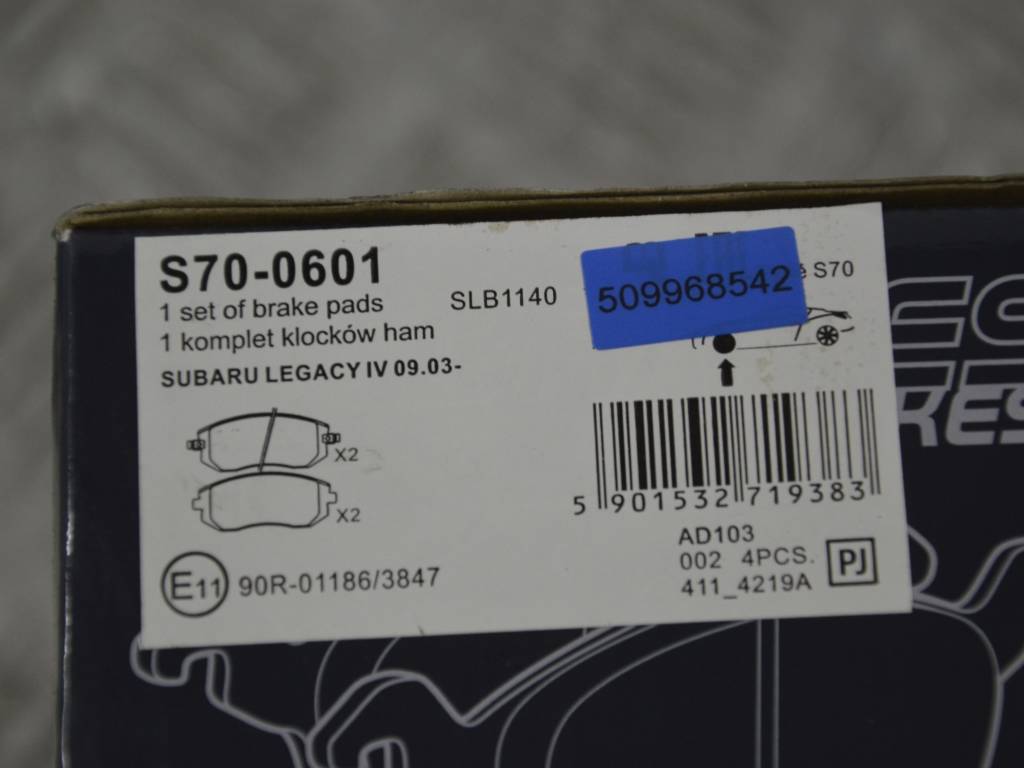 S70-0601
1 set of brake pads
1 komplet klocków ham
SLB1140
SUBARU LEGACY IV 09.03-
509968542
S70
X2
X2
5 901532 719383
E11 90R-01186/3847
AD103
002 4PCS.
411_4219A
PJ